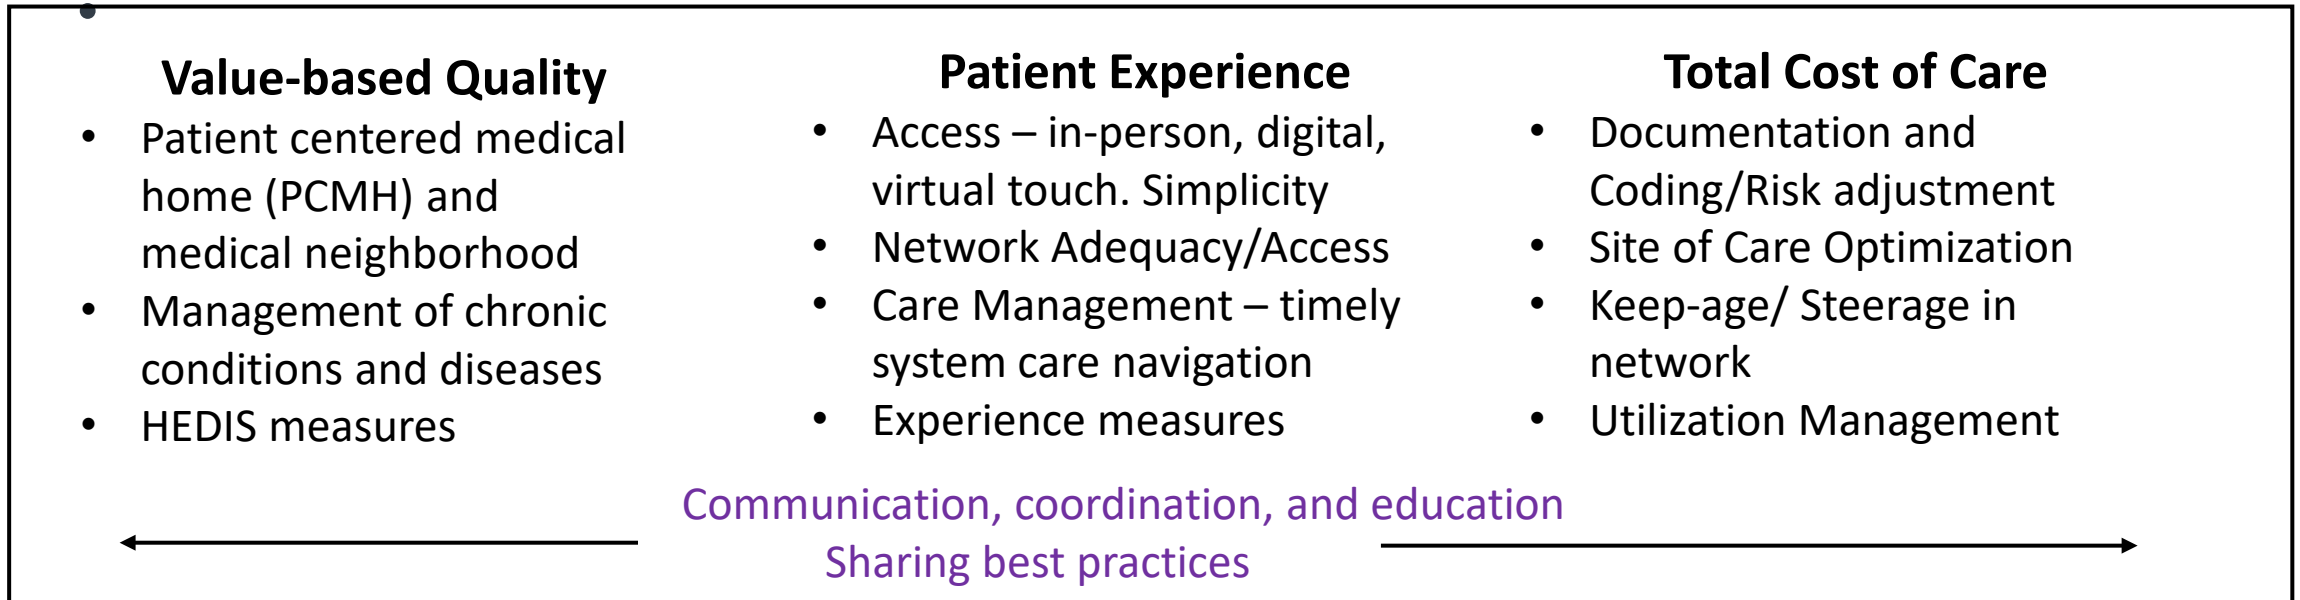 Value-based Quality
• Patient centered medical
home (PCMH) and
medical neighborhood
• Management of chronic
conditions and diseases
• HEDIS measures
Patient Experience
• Access – in-person, digital,
virtual touch. Simplicity
• Network Adequacy/Access
• Care Management – timely
system care navigation
• Experience measures
Total Cost of Care
• Documentation and
Coding/Risk adjustment
• Site of Care Optimization
• Keep-age/ Steerage in
network
• Utilization Management
Communication, coordination, and education
Sharing best practices